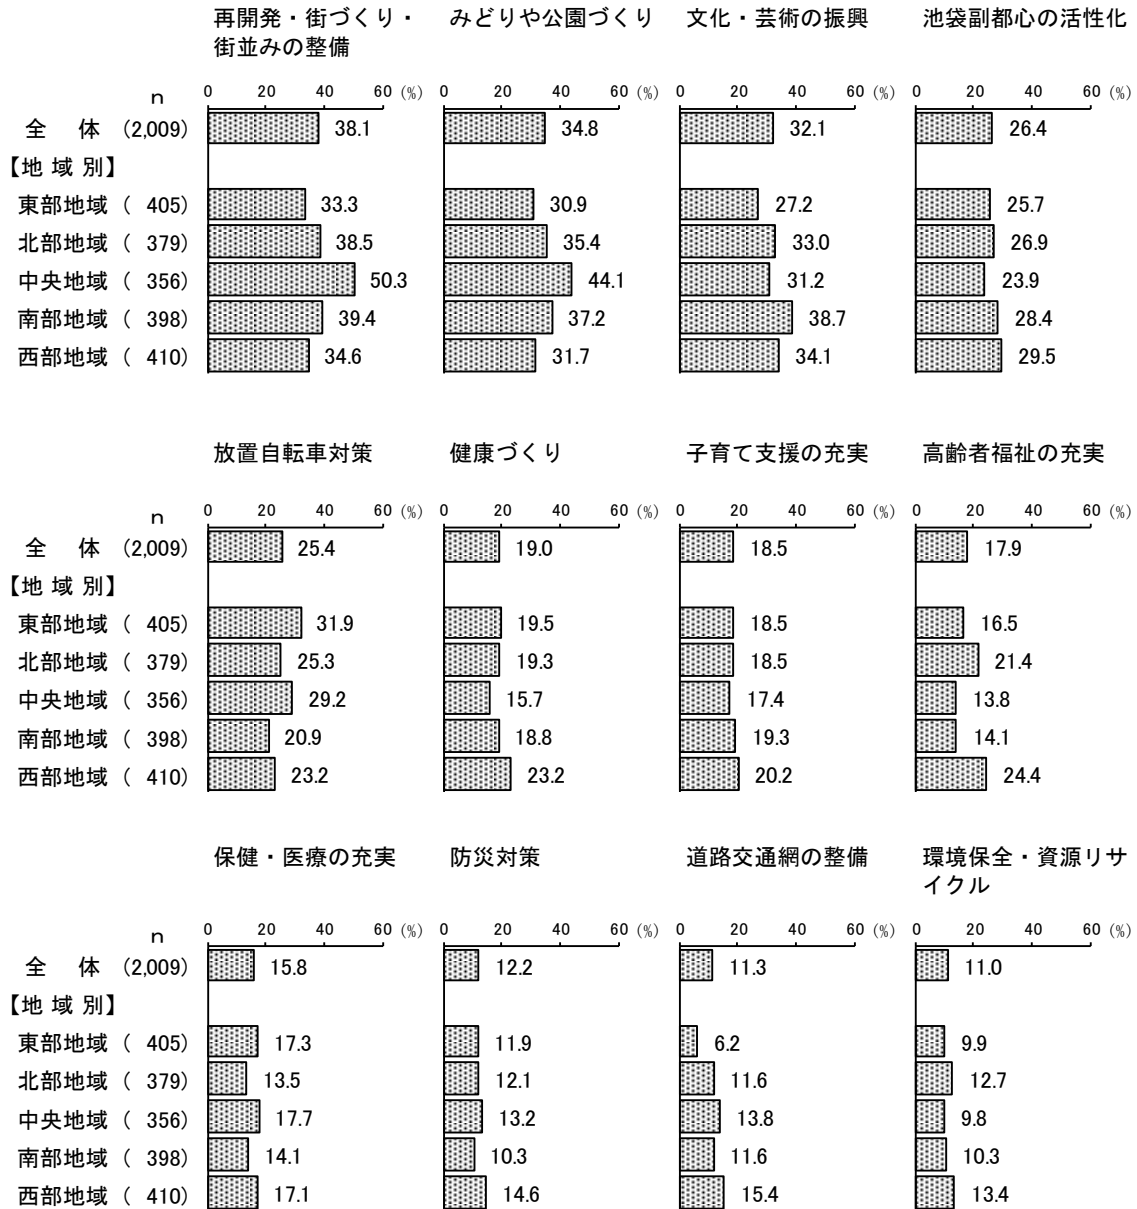 再開発・街づくり・
街並みの整備
みどりや公園づくり
文化・芸術の振興
池袋副都心の活性化
n
0 20 40 60 (%)
0 20 40 60 (%)
0 20 40 60 (%)
0 20 40 60 (%)
全 体 (2,009) 38.1 34.8 32.1 26.4
【地域別】
東部地域 ( 405) 33.3 30.9 27.2 25.7
北部地域 ( 379) 38.5 35.4 33.0 26.9
中央地域 ( 356) 50.3 44.1 31.2 23.9
南部地域 ( 398) 39.4 37.2 38.7 28.4
西部地域 ( 410) 34.6 31.7 34.1 29.5
放置自転車対策
健康づくり
子育て支援の充実
高齢者福祉の充実
n
0 20 40 60 (%)
0 20 40 60 (%)
0 20 40 60 (%)
0 20 40 60 (%)
全 体 (2,009) 25.4 19.0 18.5 17.9
【地域別】
東部地域 ( 405) 31.9 19.5 18.5 16.5
北部地域 ( 379) 25.3 19.3 18.5 21.4
中央地域 ( 356) 29.2 15.7 17.4 13.8
南部地域 ( 398) 20.9 18.8 19.3 14.1
西部地域 ( 410) 23.2 23.2 20.2 24.4
保健・医療の充実
防災対策
道路交通網の整備
環境保全・資源リサ
イクル
n
0 20 40 60 (%)
0 20 40 60 (%)
0 20 40 60 (%)
0 20 40 60 (%)
全 体 (2,009) 15.8 12.2 11.3 11.0
【地域別】
東部地域 ( 405) 17.3 11.9 6.2 9.9
北部地域 ( 379) 13.5 12.1 11.6 12.7
中央地域 ( 356) 17.7 13.2 13.8 9.8
南部地域 ( 398) 14.1 10.3 11.6 10.3
西部地域 ( 410) 17.1 14.6 15.4 13.4